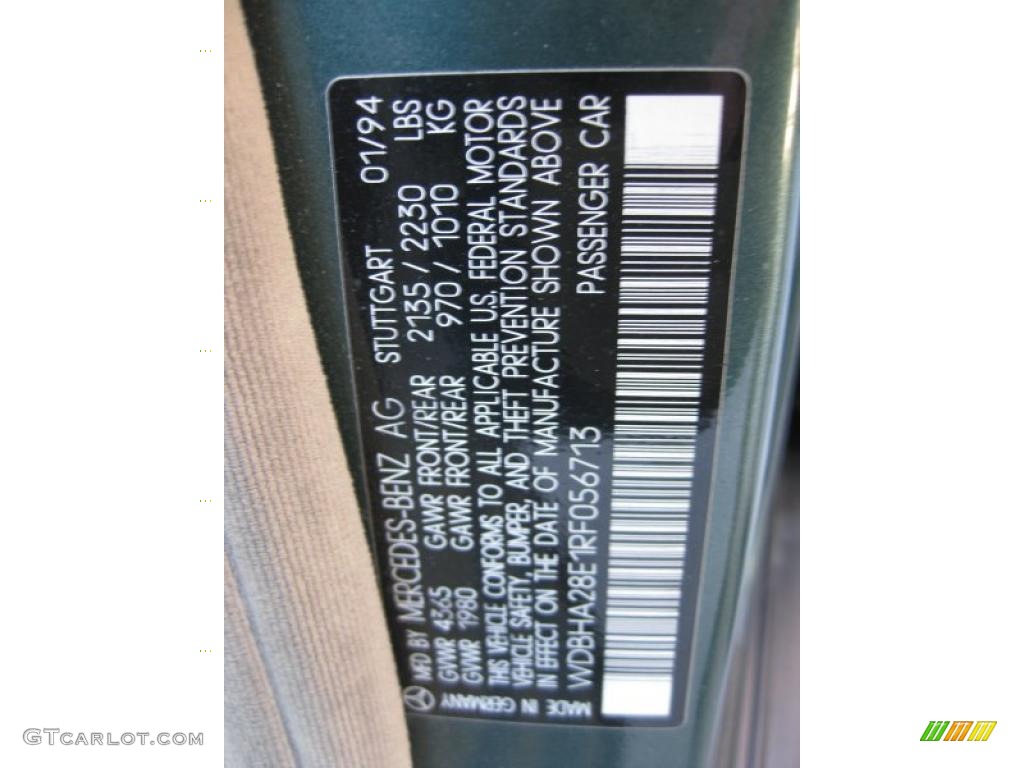 MFD BY MERCEDES-BENZ AG STUTTGART 01/94
GVWR 4365 GAWR FRONT/REAR 2135 / 2230 LBS
GVWR 1980 GAWR FRONT/REAR 970 / 1010 KG
THIS VEHICLE CONFORMS TO ALL APPLICABLE U.S. FEDERAL MOTOR
VEHICLE SAFETY, BUMPER, AND THEFT PREVENTION STANDARDS
IN EFFECT ON THE DATE OF MANUFACTURE SHOWN ABOVE
WDBHA28E1RF056713 PASSENGER CAR
MADE IN GERMANY
GTCARLOT.COM